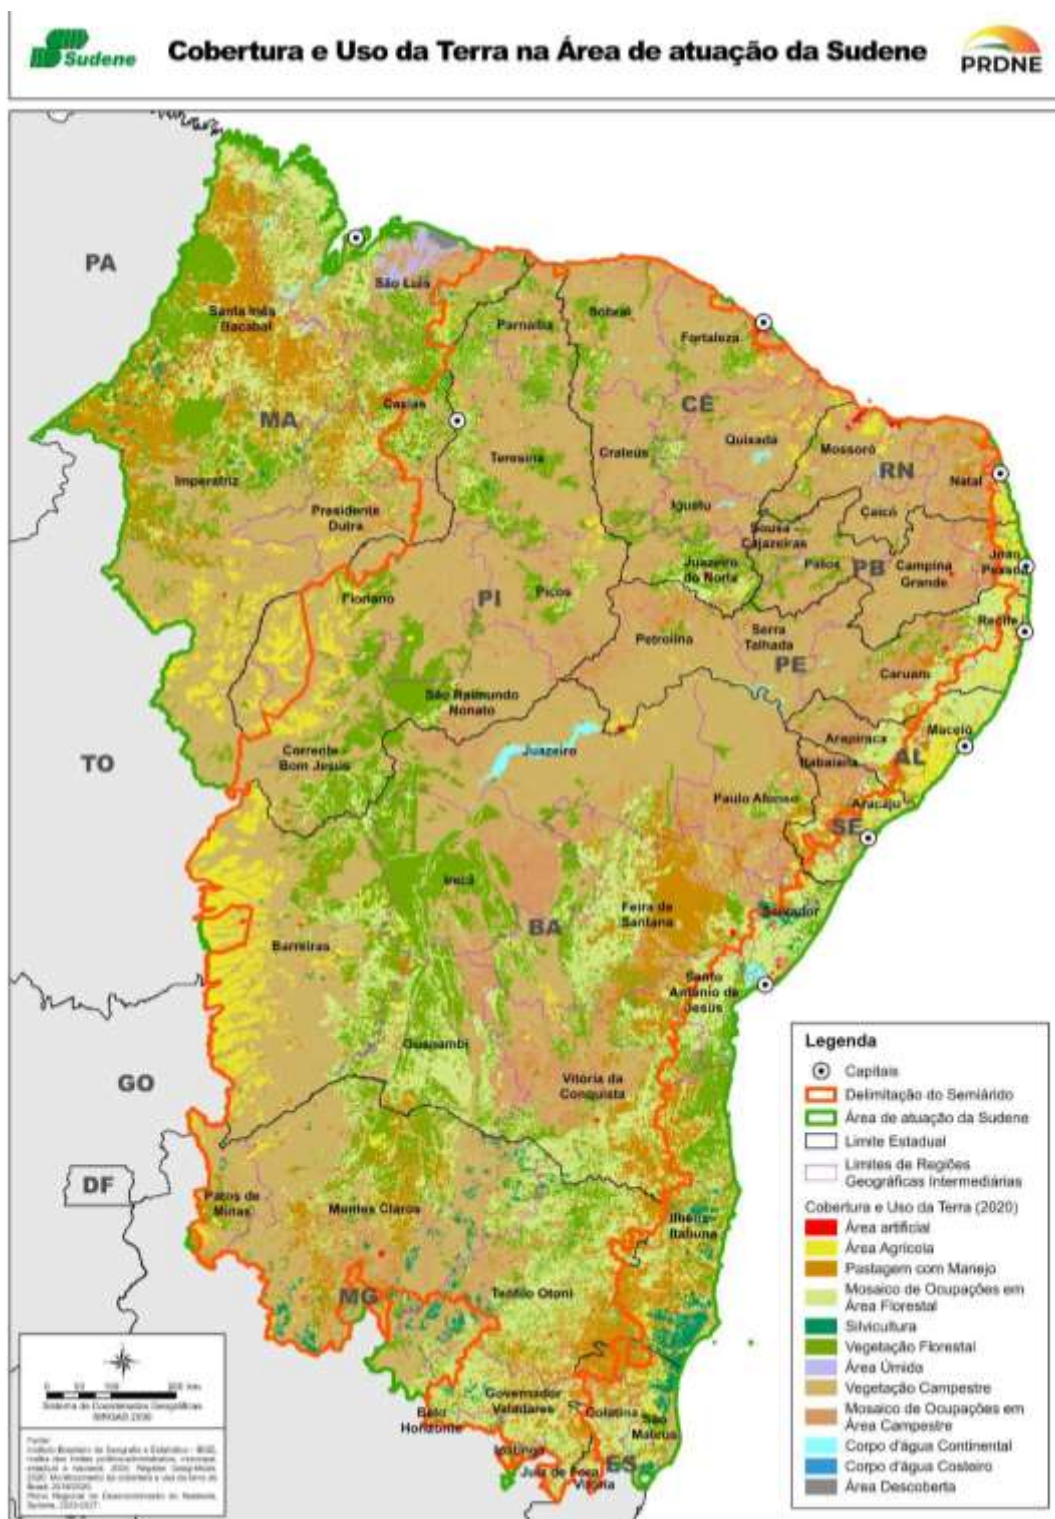 Sudene
Cobertura e Uso da Terra na Área de atuação da Sudene
PRDNE
PA
São Luís
Santa Inês
Bacabal
Parnaíba
Sobral
Fortaleza
MA
Caxias
CE
Quixadá
Mossoró
RN
Teresina
Crateús
Natal
Imperatriz
Presidente
Dutra
Iguatu
Caicó
Sousa -
Cajazeiras
Juazeiro
do Norte
Patos
PB
Campina
Grande
João
Pessoa
Floriano
PI
Picos
Recife
Petrolina
Serra
Talhada
PE
Caruaru
São Raimundo
Nonato
TO
Corrente -
Bom Jesus
Juazeiro
Arapiraca
Maceió
Itabaiana
AL
Paulo Afonso
Aracaju
SE
Irecê
Feira de
Santana
Salvador
BA
Barreiras
Santo
Antônio de
Jesus
Guanambi
GO
Vitória da
Conquista
DF
Patos de
Minas
Montes Claros
Ilhéus -
Itabuna
MG
Teófilo Otoni
Governador
Valadares
Colatina
Belo
Horizonte
São
Mateus
Ipatinga
ES
Juiz de Fora
Vitória
Legenda
Capitais
Delimitação do Semiárido
Área de atuação da Sudene
Limite Estadual
Limites de Regiões
Geográficas Intermediárias
Cobertura e Uso da Terra (2020)
Área artificial
Área Agrícola
Pastagem com Manejo
Mosaico de Ocupações em
Área Florestal
Silvicultura
Vegetação Florestal
Área Úmida
Vegetação Campestre
Mosaico de Ocupações em
Área Campestre
Corpo d'água Continental
Corpo d'água Costeiro
Área Descoberta
Sistema de Coordenadas Geográficas